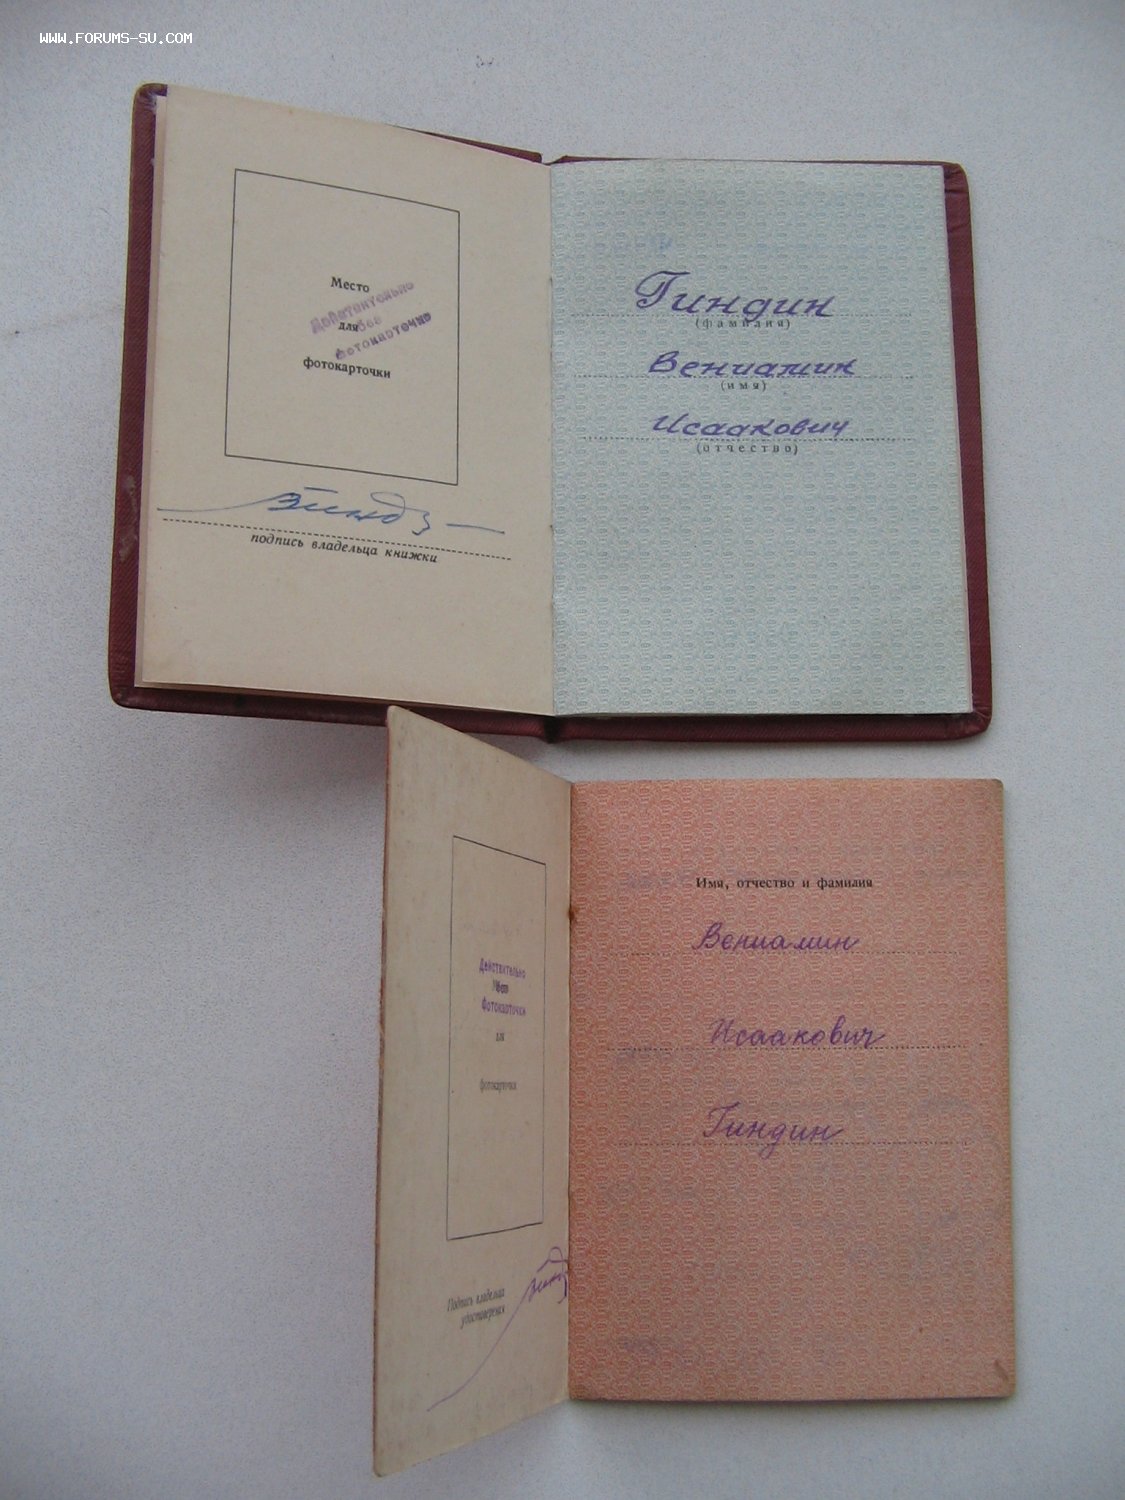 WWW.FORUMS-SU.COM
Место
Действительно
для
без
фотокарточки
фотокарточки
подпись владельца книжки
Гиндин
(фамилия)
Вениамин
(имя)
Исаакович
(отчество)
Действительно
без
фотокарточки
для
фотокарточки
Подпись владельца
удостоверения
Имя, отчество и фамилия
Вениамин
Исаакович
Гиндин